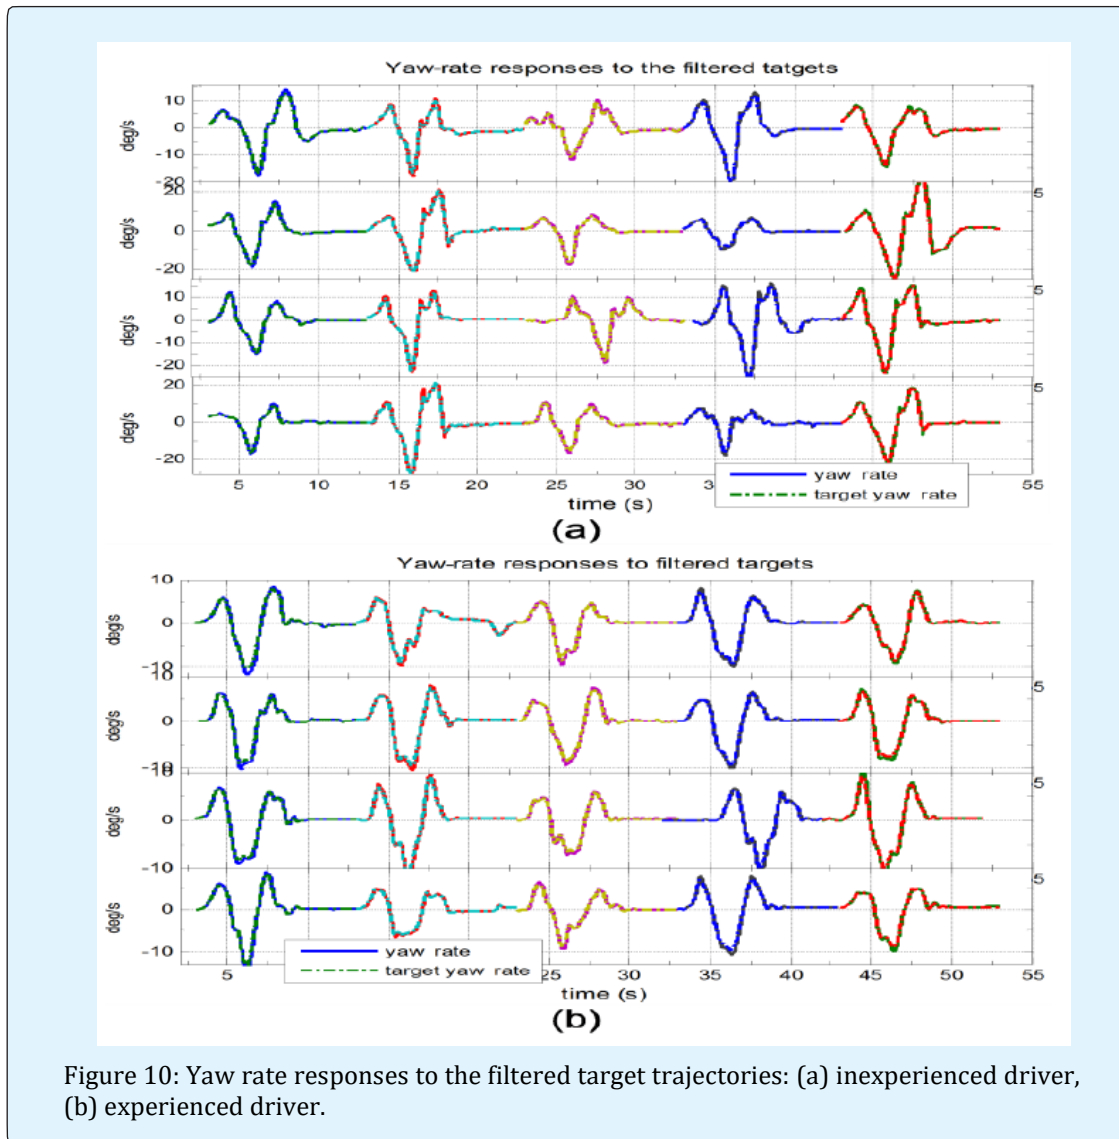 Yaw-rate responses to the filtered tatgets
deg/s
10
0
-10
-20
deg/s
20
0
-20
5
deg/s
10
0
-10
-20
5
deg/s
20
0
-20
5
yaw rate
target yaw rate
5 10 15 20 25 30 3 55
time (s)
(a)
Yaw-rate responses to filtered targets
10
0
deg/s
10
0
5
deg/s
0
-10
5
deg/s
0
-10
5
yaw rate
target yaw rate
5 25 30 35 40 45 50 55
time (s)
(b)
Figure 10: Yaw rate responses to the filtered target trajectories: (a) inexperienced driver,
(b) experienced driver.